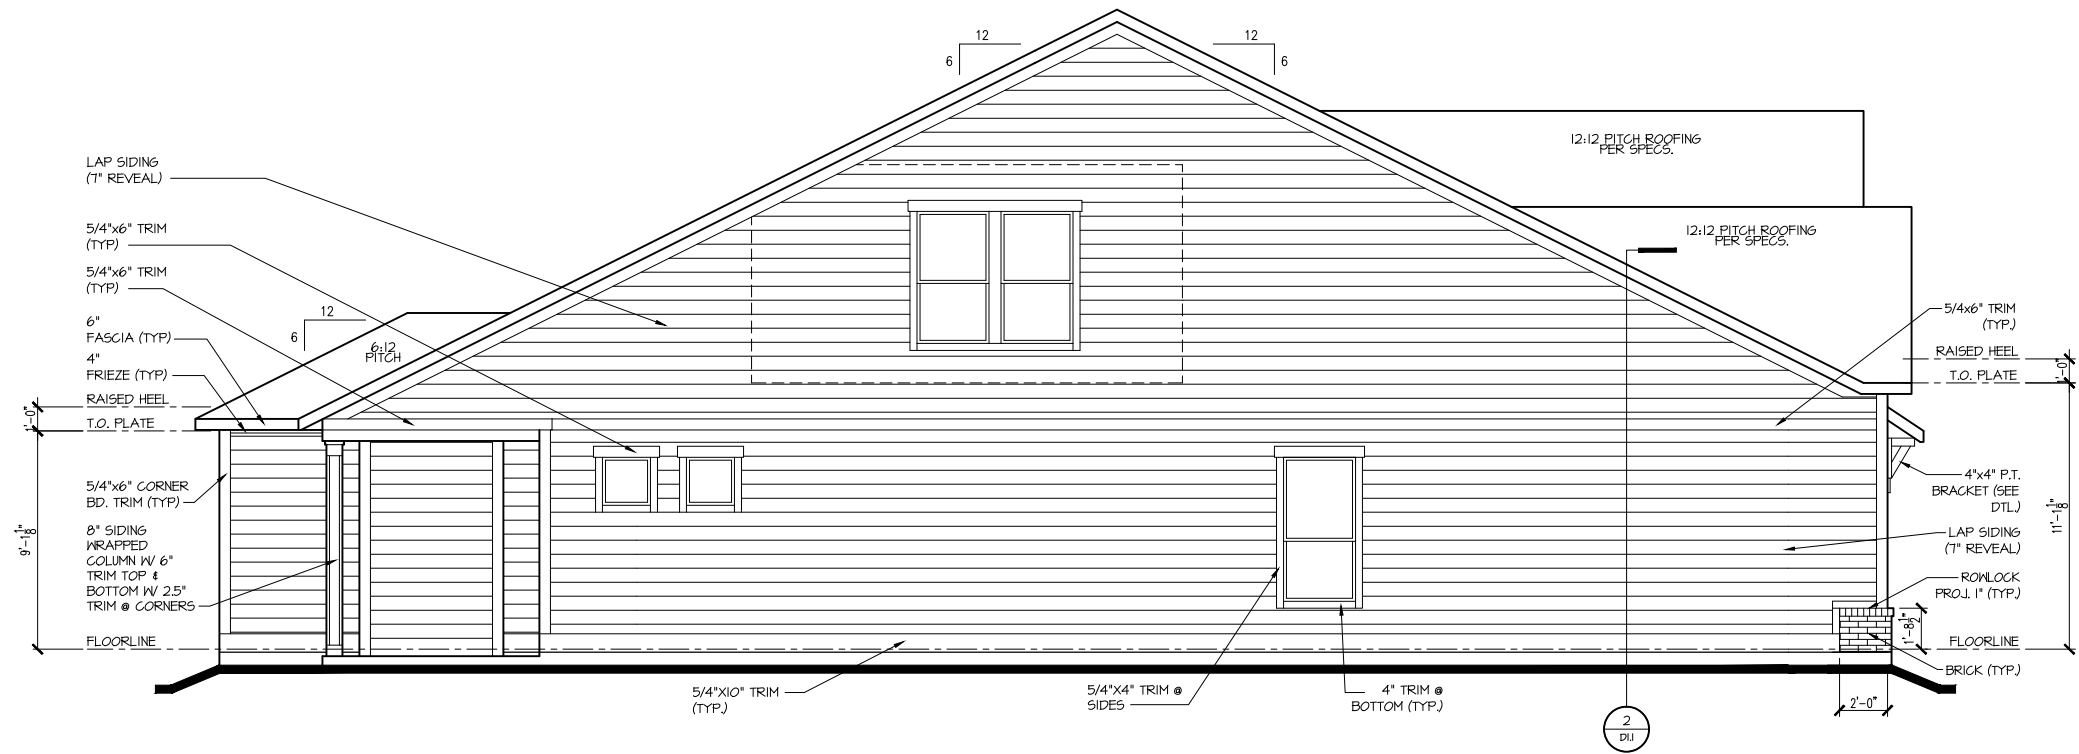 12
6
12
6
12:12 PITCH ROOFING
PER SPECS.
12:12 PITCH ROOFING
PER SPECS.
LAP SIDING
(7" REVEAL)
5/4"x6" TRIM
(TYP)
5/4"x6" TRIM
(TYP)
12
6
6:12
PITCH
6"
FASCIA (TYP)
4"
FRIEZE (TYP)
RAISED HEEL
1'-0"
T.O. PLATE
5/4"x6" CORNER
BD. TRIM (TYP)
9'-1 1/8"
8" SIDING
WRAPPED
COLUMN W/ 6"
TRIM TOP &
BOTTOM W/ 2.5"
TRIM @ CORNERS
FLOORLINE
5/4x6" TRIM
(TYP.)
RAISED HEEL
1'-0"
T.O. PLATE
4"x4" P.T.
BRACKET (SEE
DTL.)
11'-1 1/8"
LAP SIDING
(7" REVEAL)
ROWLOCK
PROJ. 1" (TYP.)
1'-8 1/2"
FLOORLINE
BRICK (TYP.)
2'-0"
5/4"X10" TRIM
(TYP.)
5/4"X4" TRIM @
SIDES
4" TRIM @
BOTTOM (TYP.)
2
D1.1